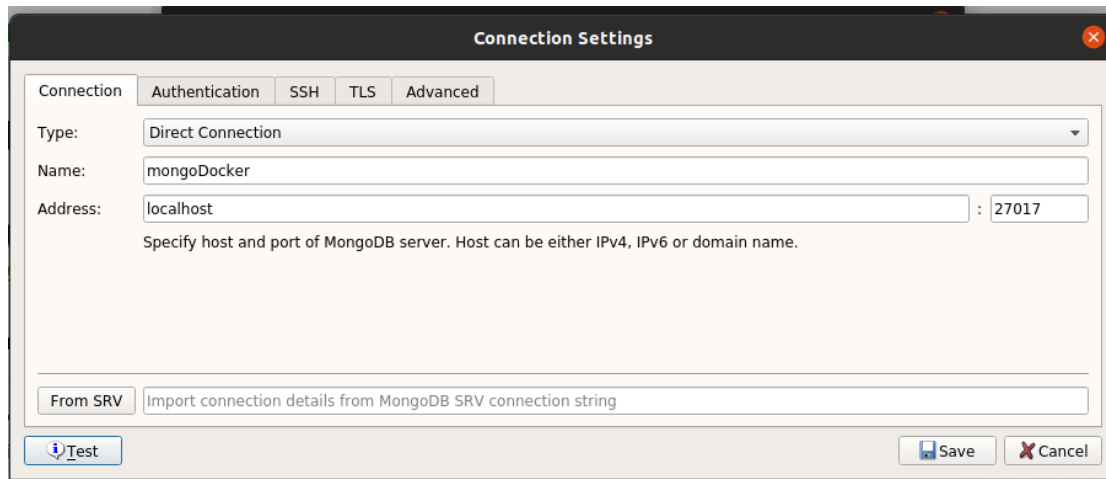 Connection Settings
Connection Authentication SSH TLS Advanced
Type: Direct Connection
Name: mongoDocker
Address: localhost : 27017
Specify host and port of MongoDB server. Host can be either IPv4, IPv6 or domain name.
From SRV Import connection details from MongoDB SRV connection string
Test Save Cancel